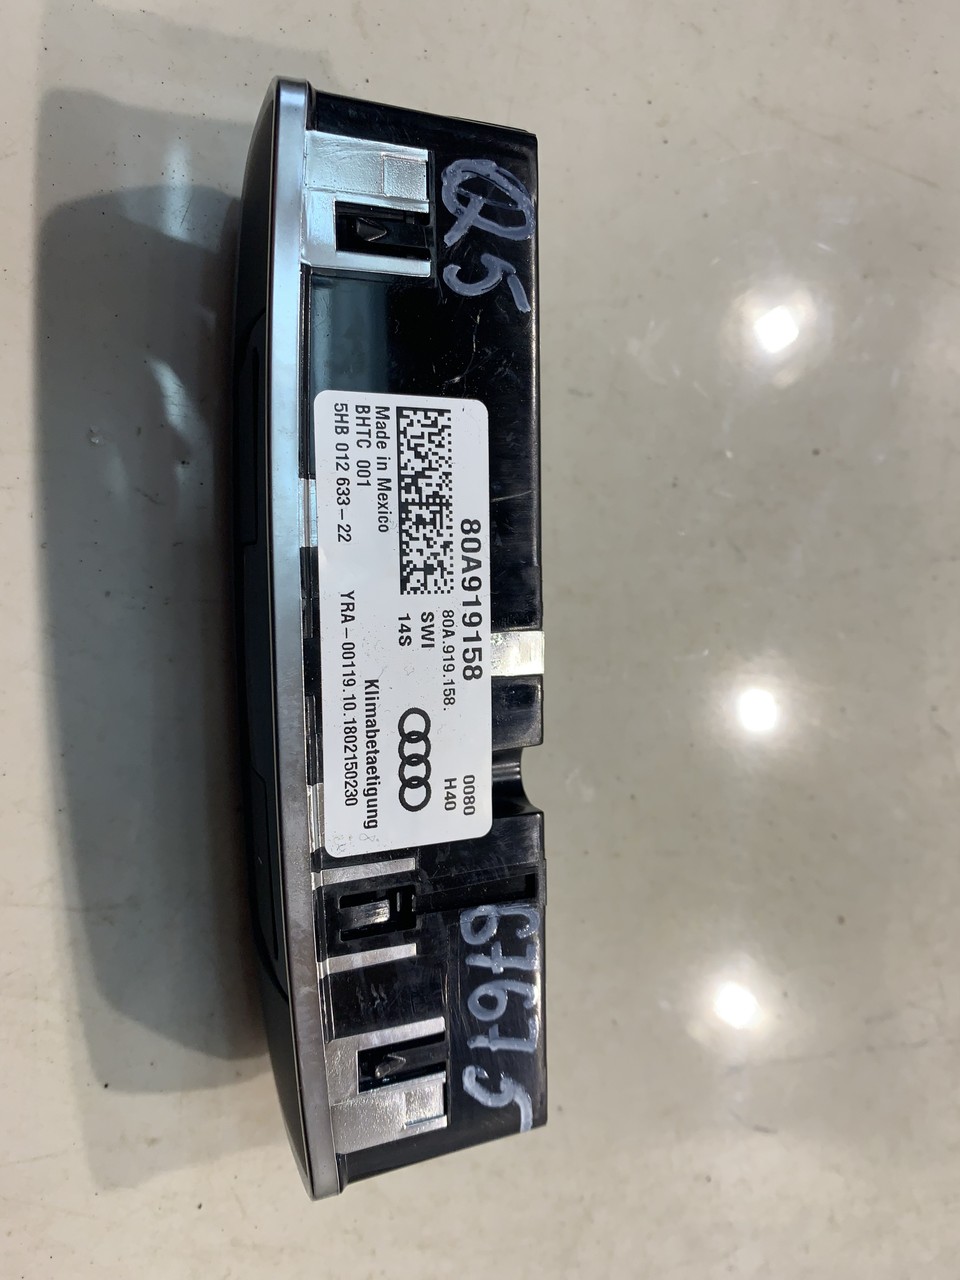 Q5
80A919158 0080
80A.919.158. H40
SWI
14S
Made in Mexico Klimabetaetigung
BHTC 001 YRA-00119.10.1802150230
5HB 012 633-22